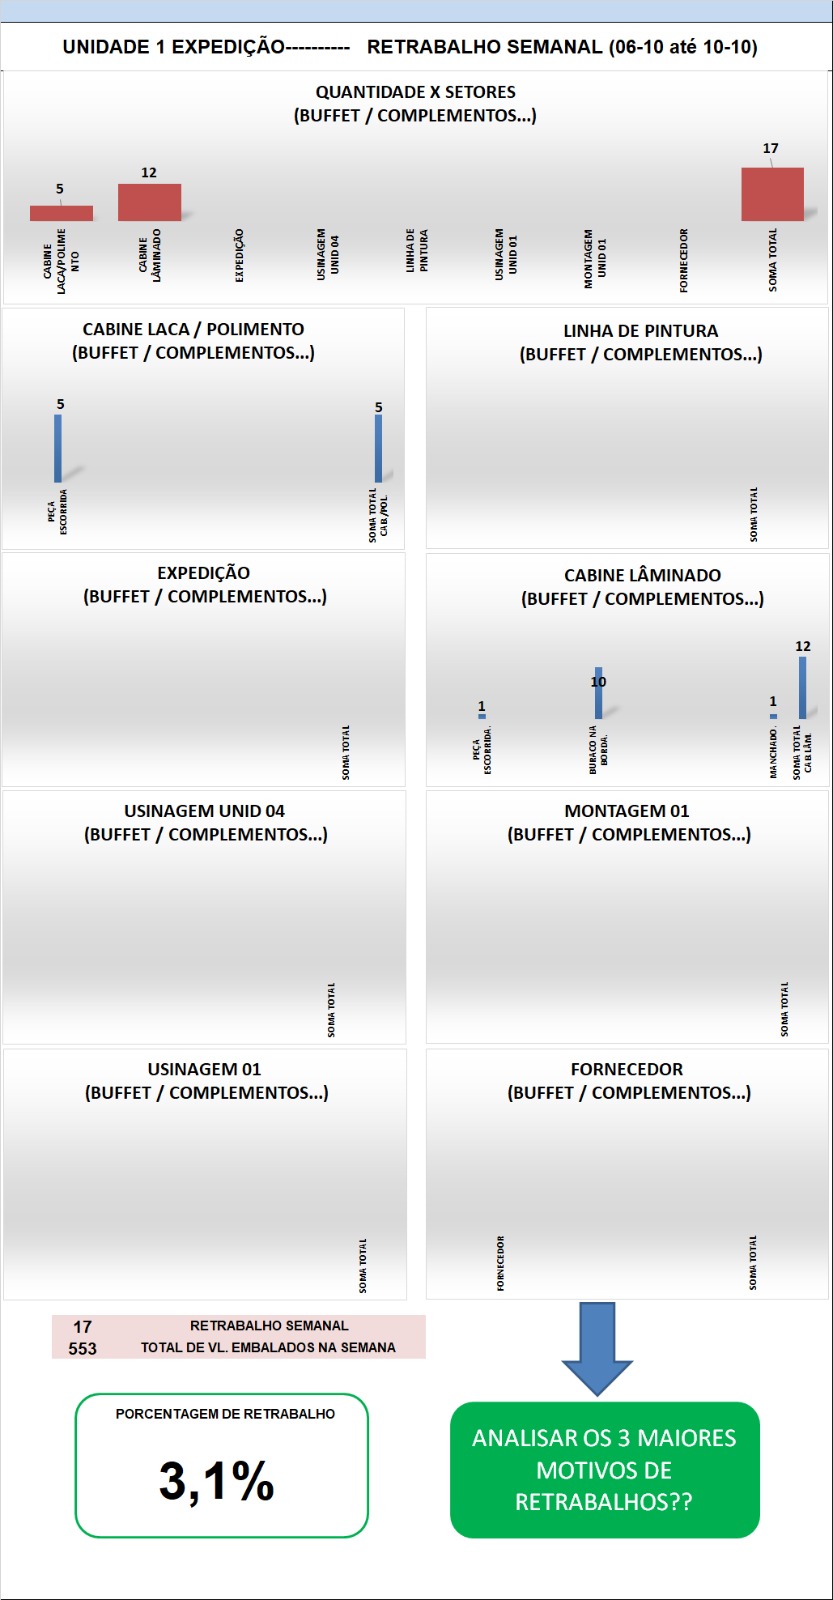 UNIDADE 1 EXPEDIÇÃO---------- RETRABALHO SEMANAL (06-10 até 10-10)
QUANTIDADE X SETORES
(BUFFET / COMPLEMENTOS...)
5
12
17
CABINE
LACA/POLIME
NTO
CABINE
LÂMINADO
EXPEDIÇÃO
USINAGEM
UNID 04
LINHA DE
PINTURA
USINAGEM
UNID 01
MONTAGEM
UNID 01
FORNECEDOR
SOMA TOTAL
CABINE LACA / POLIMENTO
(BUFFET / COMPLEMENTOS...)
5
5
PEÇA
ESCORRIDA
SOMA TOTAL
CAB./POL.
LINHA DE PINTURA
(BUFFET / COMPLEMENTOS...)
SOMA TOTAL
EXPEDIÇÃO
(BUFFET / COMPLEMENTOS...)
SOMA TOTAL
CABINE LÂMINADO
(BUFFET / COMPLEMENTOS...)
1
10
1
12
PEÇA
ESCORRIDA.
BURACO NA
BORDA.
MANCHADO.
SOMA TOTAL
CAB LÂM.
USINAGEM UNID 04
(BUFFET / COMPLEMENTOS...)
SOMA TOTAL
MONTAGEM 01
(BUFFET / COMPLEMENTOS...)
SOMA TOTAL
USINAGEM 01
(BUFFET / COMPLEMENTOS...)
SOMA TOTAL
FORNECEDOR
(BUFFET / COMPLEMENTOS...)
FORNECEDOR
SOMA TOTAL
17 RETRABALHO SEMANAL
553 TOTAL DE VL. EMBALADOS NA SEMANA
PORCENTAGEM DE RETRABALHO
3,1%
ANALISAR OS 3 MAIORES
MOTIVOS DE
RETRABALHOS??